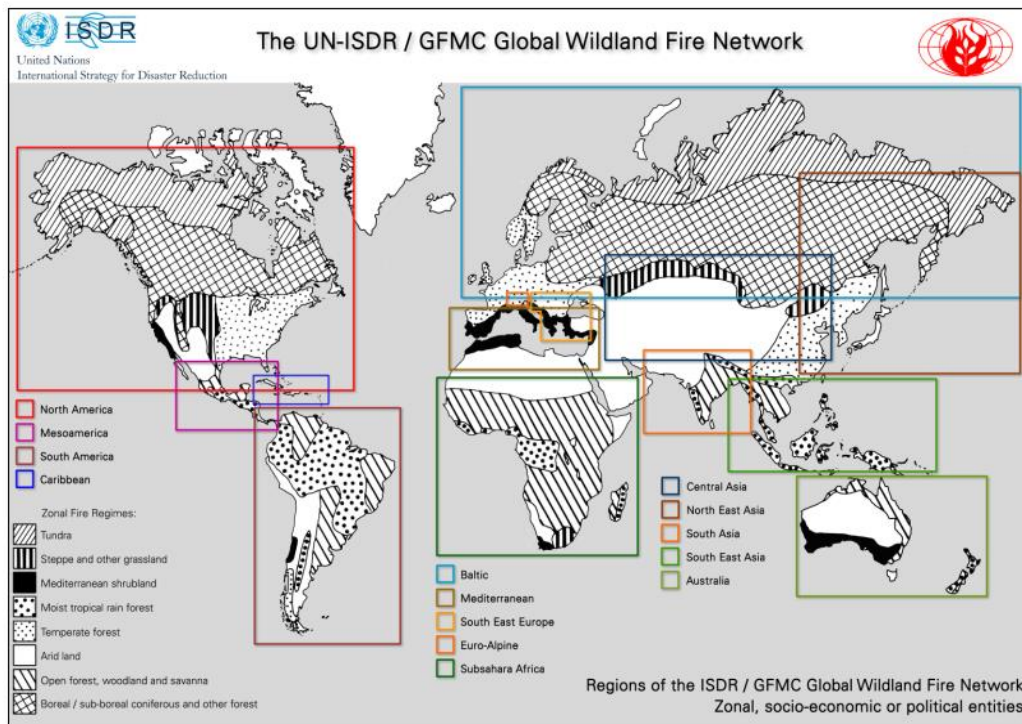 ISDR
United Nations
International Strategy for Disaster Reduction
The UN-ISDR / GFMC Global Wildland Fire Network
North America
Mesoamerica
South America
Caribbean
Zonal Fire Regimes:
Tundra
Steppe and other grassland
Mediterranean shrubland
Moist tropical rain forest
Temperate forest
Arid land
Open forest, woodland and savanna
Boreal / sub-boreal coniferous and other forest
Baltic
Mediterranean
South East Europe
Euro-Alpine
Subsahara Africa
Central Asia
North East Asia
South Asia
South East Asia
Australia
Regions of the ISDR / GFMC Global Wildland Fire Network
Zonal, socio-economic or political entities